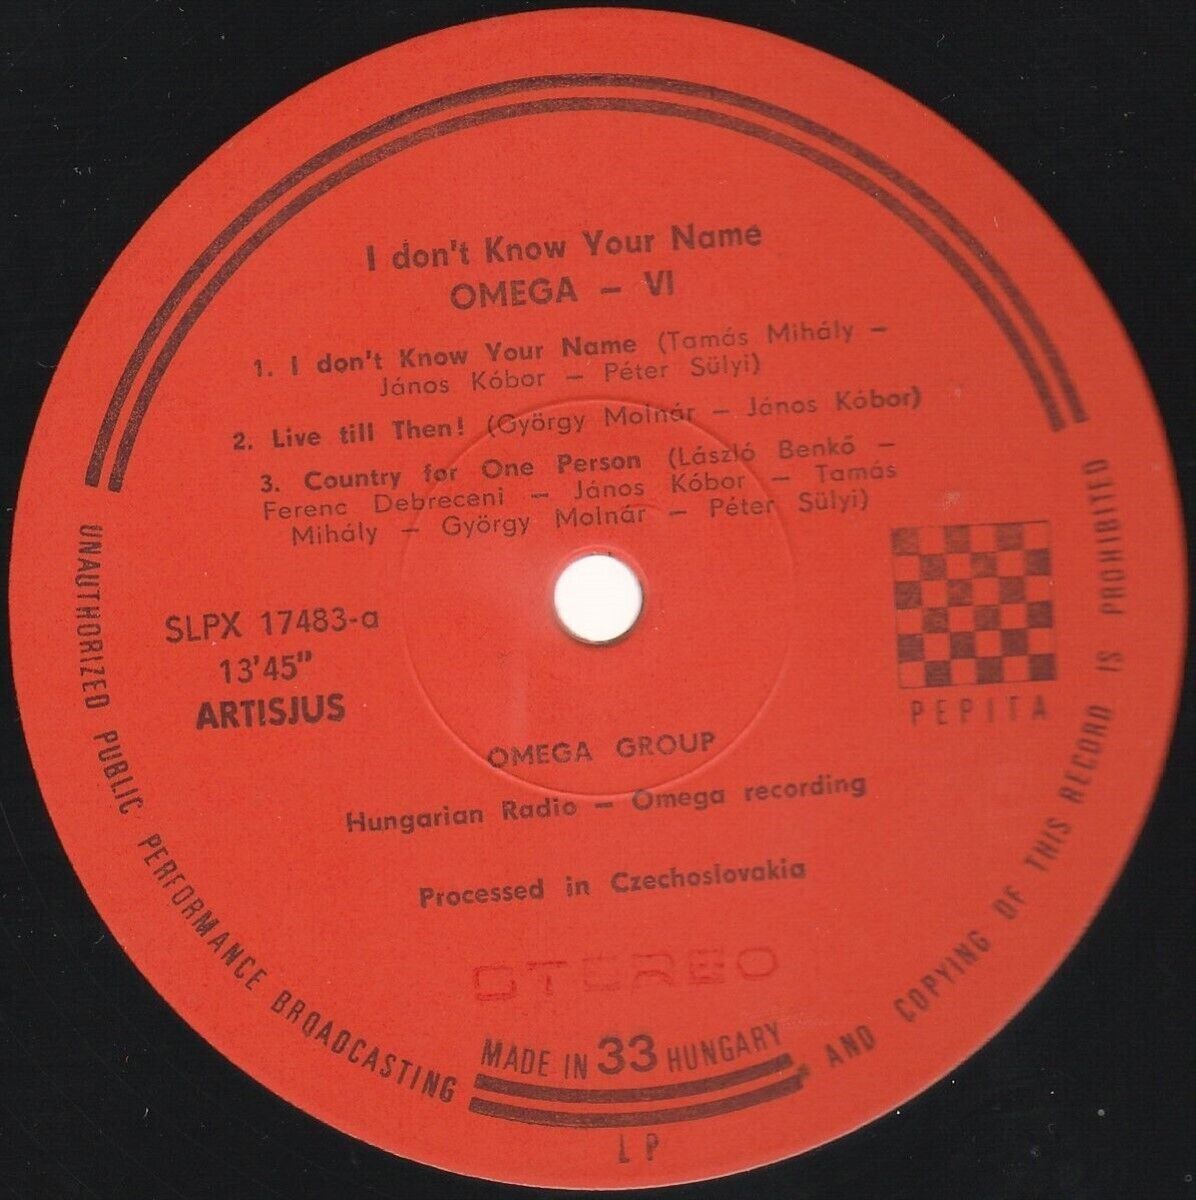 I don't Know Your Name
OMEGA – VI
1. I don't Know Your Name (Tamás Mihály –
János Kóbor – Péter Sülyi)
2. Live till Then! (György Molnár – János Kóbor)
3. Country for One Person (László Benkő –
Ferenc Debreceni – János Kóbor – Tamás
Mihály – György Molnár – Péter Sülyi)
SLPX 17483-a
13'45"
ARTISJUS
PEPITA
OMEGA GROUP
Hungarian Radio – Omega recording
Processed in Czechoslovakia
STEREO
MADE IN 33 HUNGARY
LP
UNAUTHORIZED PUBLIC PERFORMANCE BROADCASTING AND COPYING OF THIS RECORD IS PROHIBITED